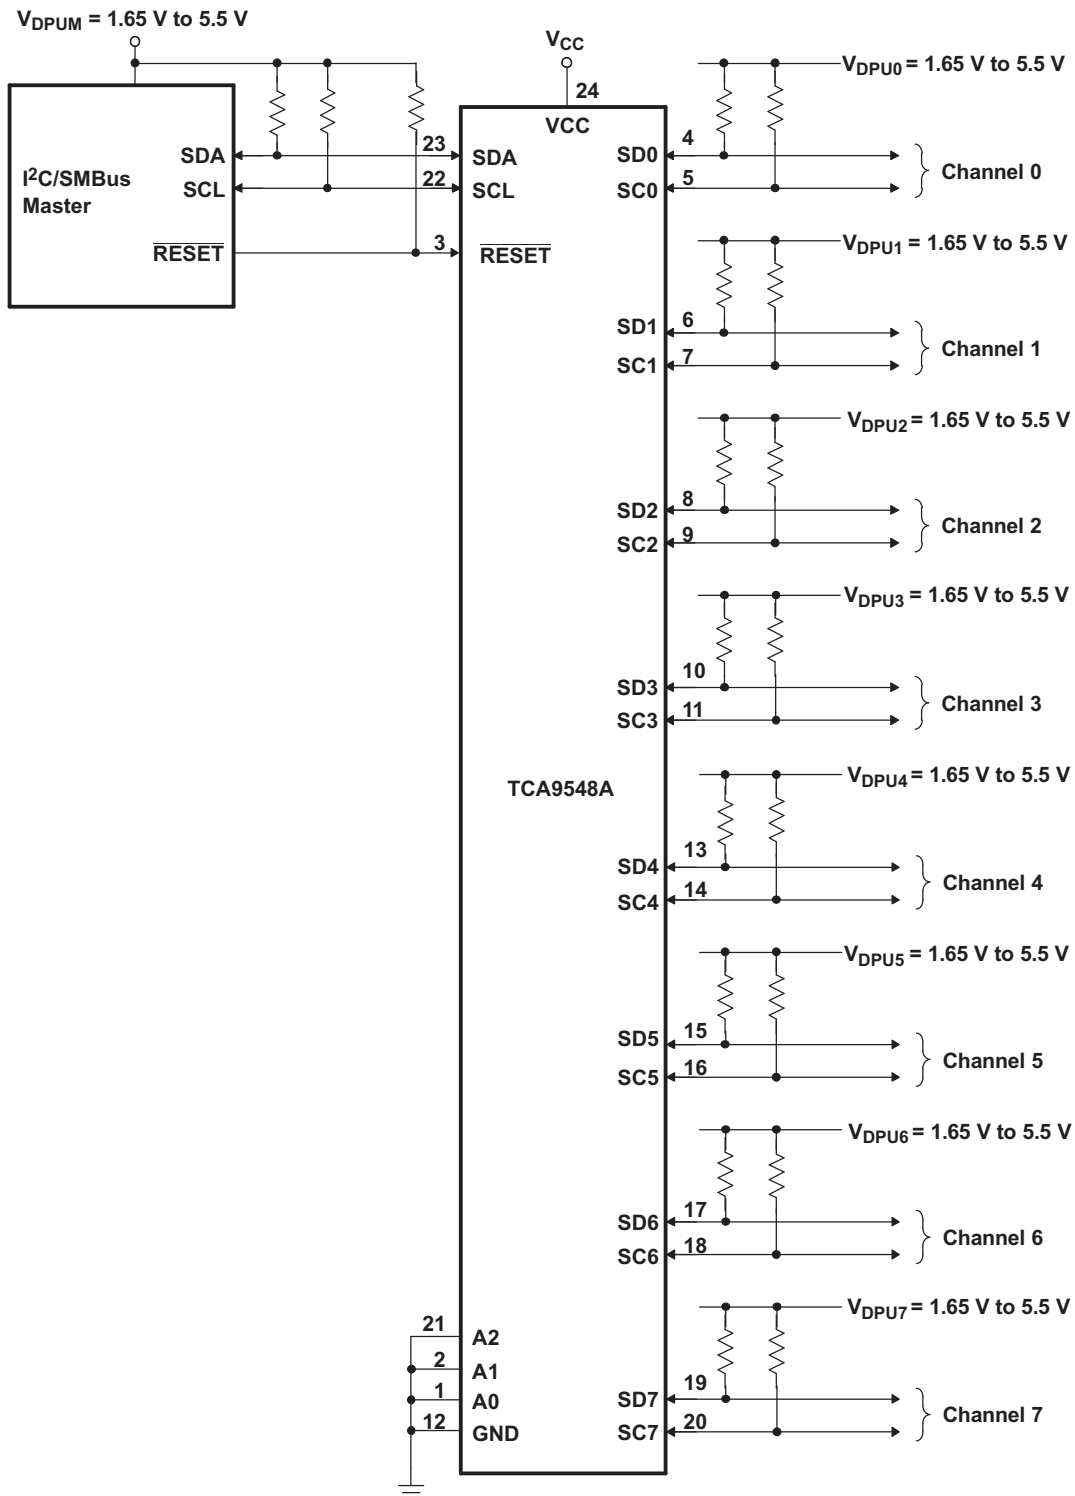 VDPUM = 1.65 V to 5.5 V
VCC
24
VCC
I2C/SMBus
Master
SDA
SCL
RESET
23
22
3
SDA
SCL
RESET
TCA9548A
21
2
1
12
A2
A1
A0
GND
VDPU0 = 1.65 V to 5.5 V
SD0
4
SC0
5
Channel 0
VDPU1 = 1.65 V to 5.5 V
SD1
6
SC1
7
Channel 1
VDPU2 = 1.65 V to 5.5 V
SD2
8
SC2
9
Channel 2
VDPU3 = 1.65 V to 5.5 V
SD3
10
SC3
11
Channel 3
VDPU4 = 1.65 V to 5.5 V
SD4
13
SC4
14
Channel 4
VDPU5 = 1.65 V to 5.5 V
SD5
15
SC5
16
Channel 5
VDPU6 = 1.65 V to 5.5 V
SD6
17
SC6
18
Channel 6
VDPU7 = 1.65 V to 5.5 V
SD7
19
SC7
20
Channel 7